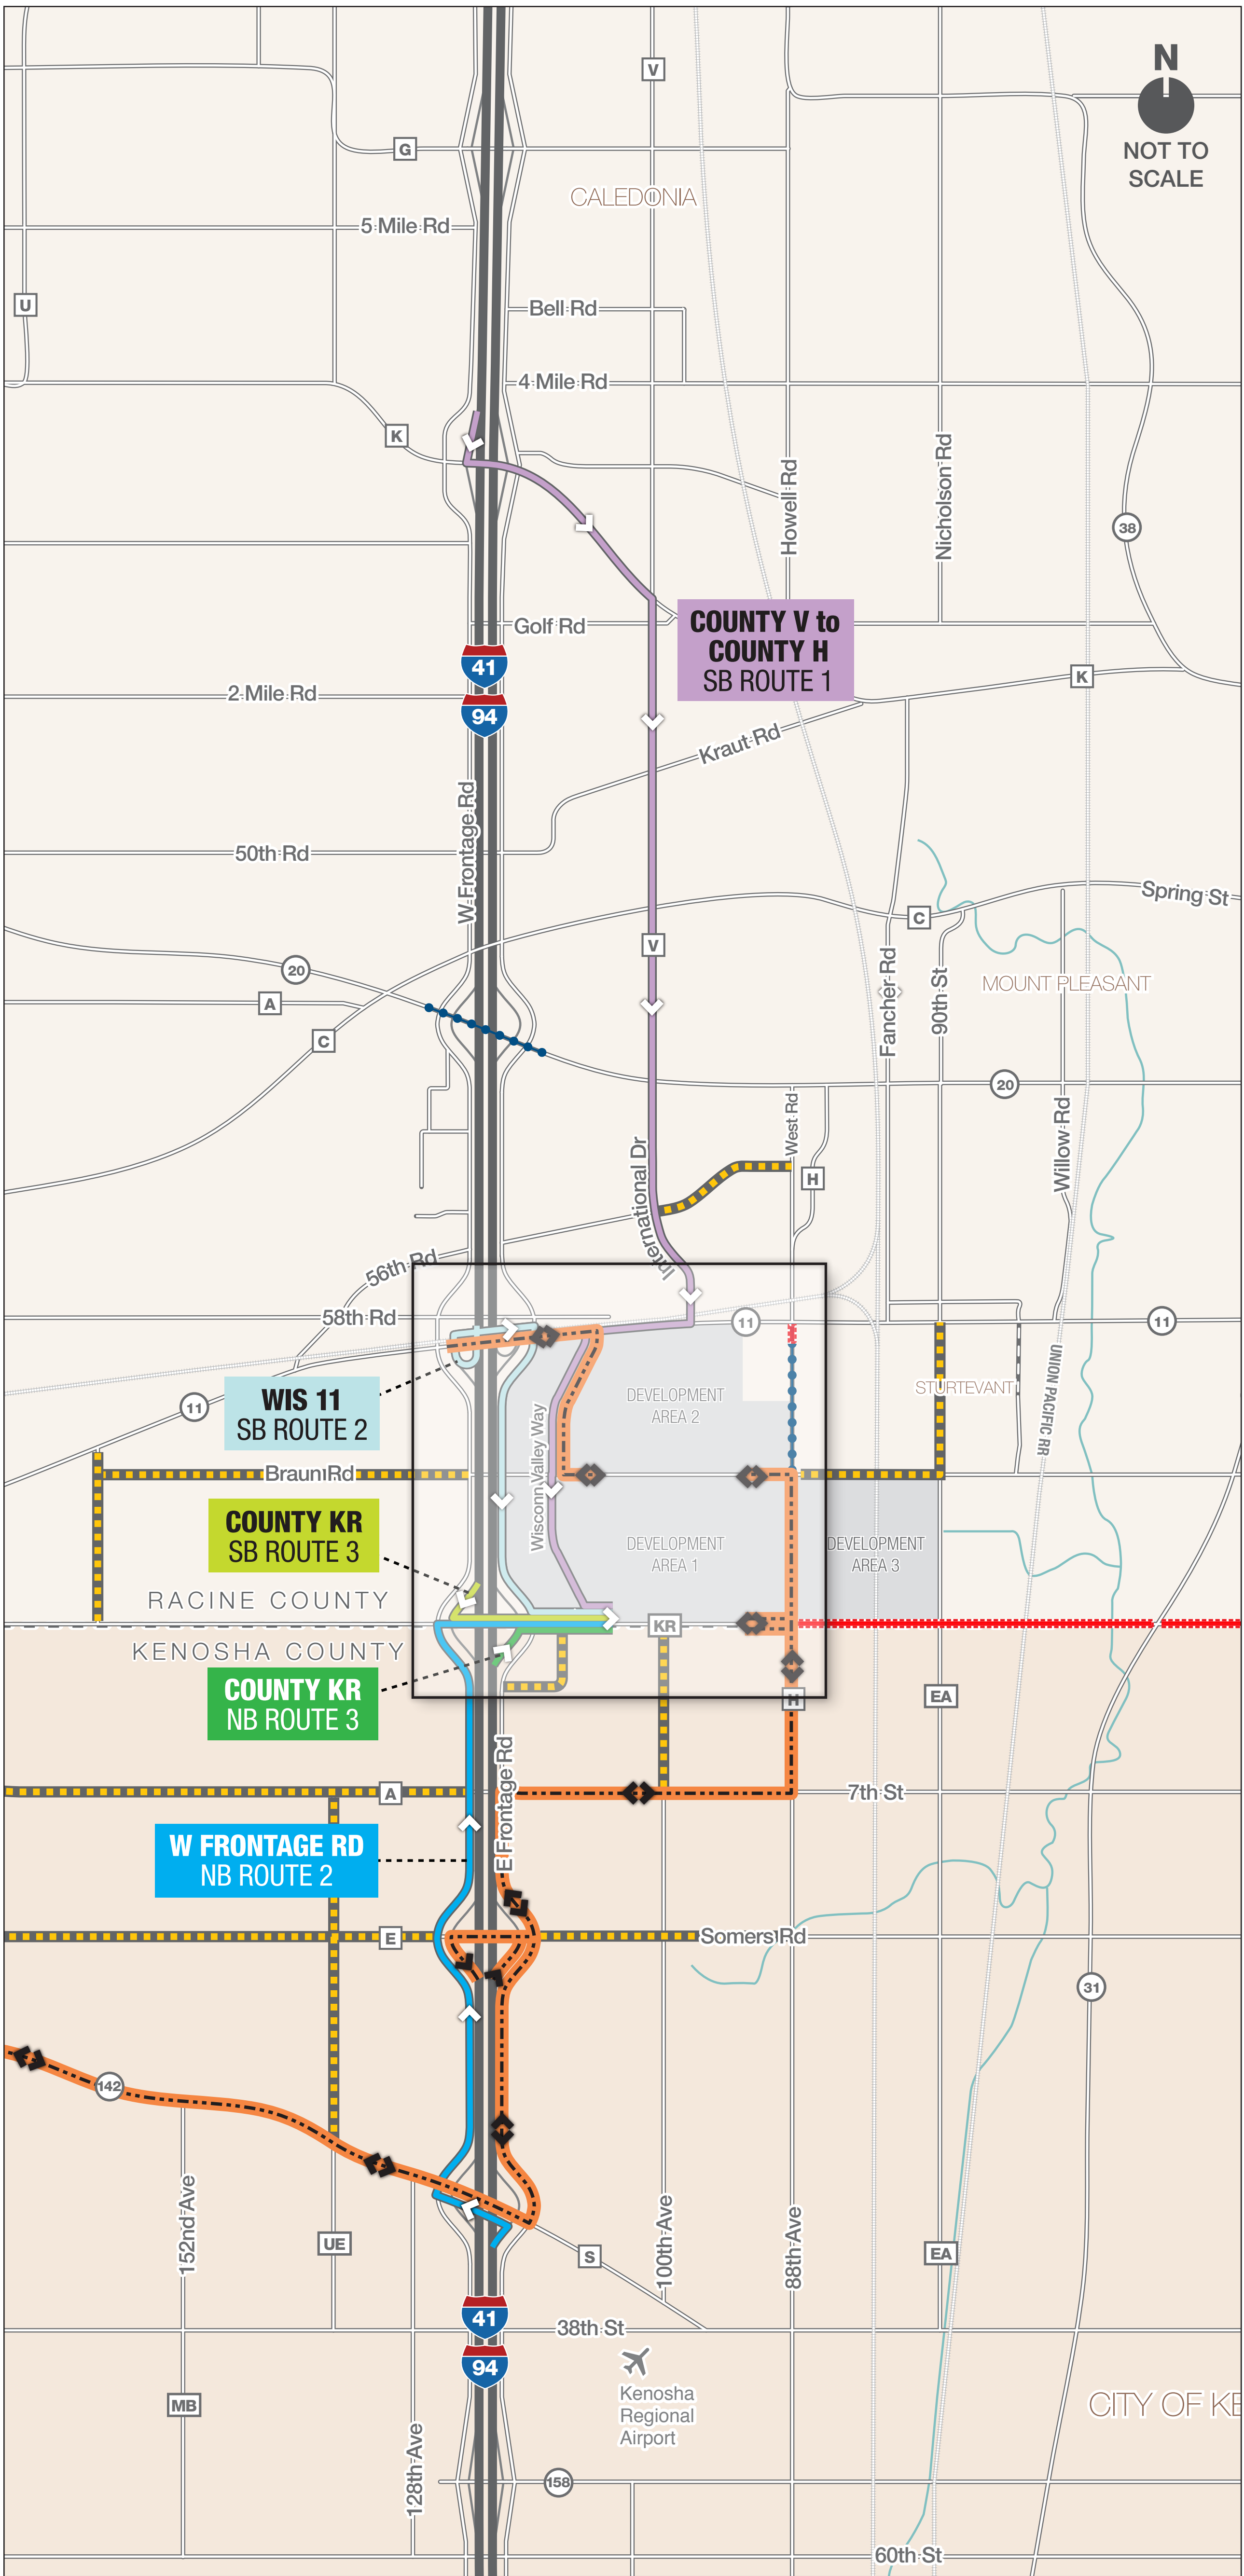 N
NOT TO
SCALE
V
G
CALEDONIA
5 Mile Rd
U
Bell Rd
4 Mile Rd
K
Howell Rd
Nicholson Rd
38
COUNTY V to
COUNTY H
SB ROUTE 1
Golf Rd
41
K
2 Mile Rd
94
Kraut Rd
W Frontage Rd
50th Rd
Spring St
C
V
20
Fancher Rd
90th St
MOUNT PLEASANT
A
C
20
West Rd
Willow Rd
International Dr
H
56th Rd
58th Rd
11
11
UNION PACIFIC RR
WIS 11
SB ROUTE 2
11
DEVELOPMENT
AREA 2
STURTEVANT
Wisconn Valley Way
Braun Rd
COUNTY KR
SB ROUTE 3
DEVELOPMENT
AREA 1
DEVELOPMENT
AREA 3
RACINE COUNTY
KR
KENOSHA COUNTY
COUNTY KR
NB ROUTE 3
H
EA
E Frontage Rd
A
7th St
W FRONTAGE RD
NB ROUTE 2
E
Somers Rd
31
142
152nd Ave
UE
S
100th Ave
88th Ave
EA
41
38th St
94
Kenosha
Regional
Airport
MB
CITY OF KE
128th Ave
158
60th St